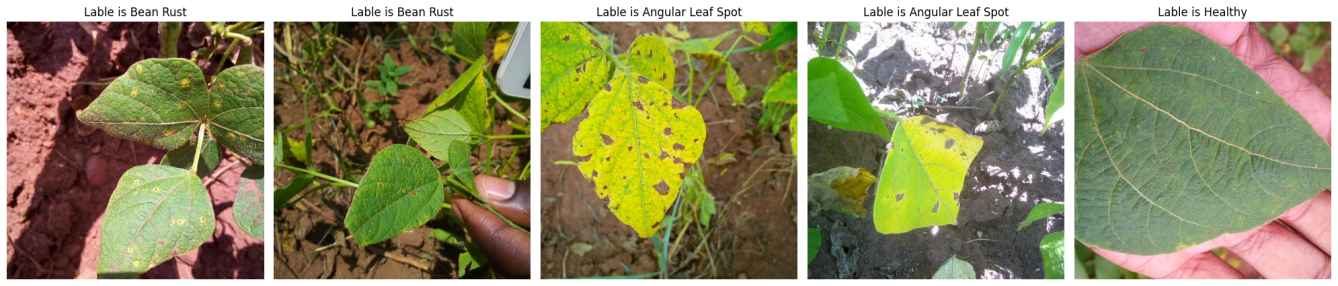 Lable is Bean Rust
Lable is Bean Rust
Lable is Angular Leaf Spot
Lable is Angular Leaf Spot
Lable is Healthy